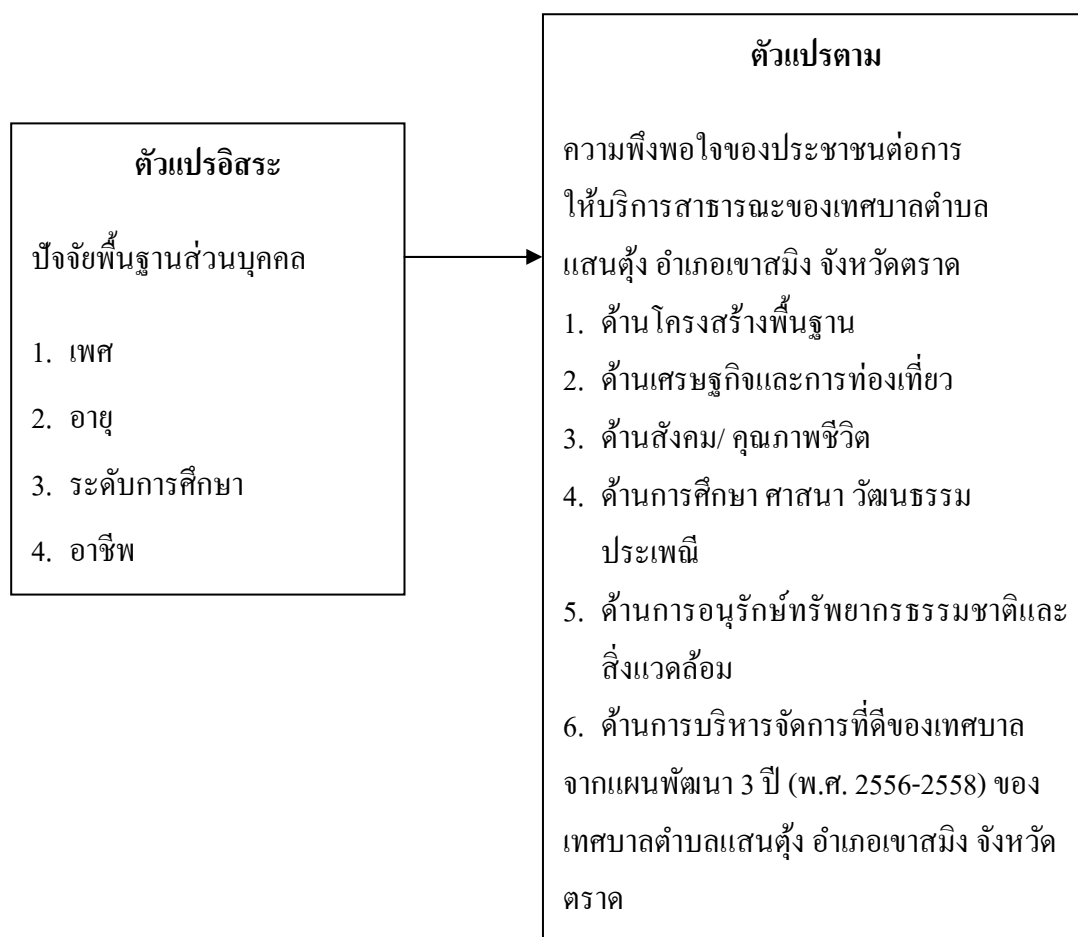 ตัวแปรอิสระ
ปัจจัยพื้นฐานส่วนบุคคล
1. เพศ
2. อายุ
3. ระดับการศึกษา
4. อาชีพ
ตัวแปรตาม
ความพึงพอใจของประชาชนต่อการ
ให้บริการสาธารณะของเทศบาลตำบล
แสนตุ้ง อำเภอเขาสมิง จังหวัดตราด
1. ด้านโครงสร้างพื้นฐาน
2. ด้านเศรษฐกิจและการท่องเที่ยว
3. ด้านสังคม/ คุณภาพชีวิต
4. ด้านการศึกษา ศาสนา วัฒนธรรม
ประเพณี
5. ด้านการอนุรักษ์ทรัพยากรธรรมชาติและ
สิ่งแวดล้อม
6. ด้านการบริหารจัดการที่ดีของเทศบาล
จากแผนพัฒนา 3 ปี (พ.ศ. 2556-2558) ของ
เทศบาลตำบลแสนตุ้ง อำเภอเขาสมิง จังหวัด
ตราด